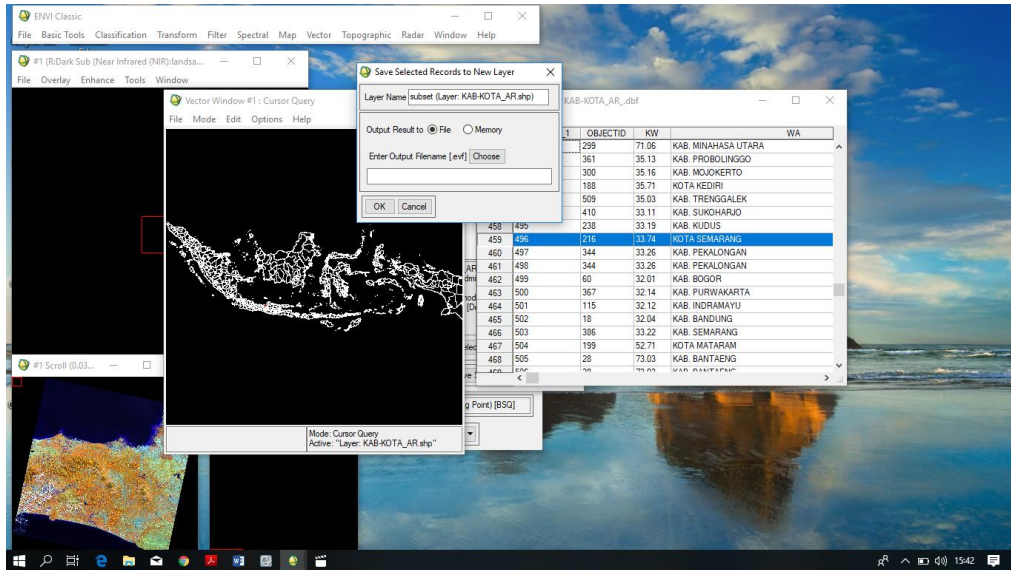 ENVI Classic
File Basic Tools Classification Transform Filter Spectral Map Vector Topographic Radar Window Help
#1 (R:Dark Sub (Near Infrared (NIR):landsa...
File Overlay Enhance Tools Window
Vector Window #1 : Cursor Query
File Mode Edit Options Help
Mode: Cursor Query
Active: "Layer: KAB-KOTA_AR.shp"
Save Selected Records to New Layer
Layer Name subset (Layer: KAB-KOTA_AR.shp)
Output Result to File Memory
Enter Output Filename [.evf] Choose
OK Cancel
KAB-KOTA_AR_.dbf
_1 OBJECTID KW WA
299 71.06 KAB. MINAHASA UTARA
361 35.13 KAB. PROBOLINGGO
300 35.16 KAB. MOJOKERTO
188 35.71 KOTA KEDIRI
509 35.03 KAB. TRENGGALEK
410 33.11 KAB. SUKOHARJO
458 495 238 33.19 KAB. KUDUS
459 496 216 33.74 KOTA SEMARANG
460 497 344 33.26 KAB. PEKALONGAN
461 498 344 33.26 KAB. PEKALONGAN
462 499 60 32.01 KAB. BOGOR
463 500 367 32.14 KAB. PURWAKARTA
464 501 115 32.12 KAB. INDRAMAYU
465 502 18 32.04 KAB. BANDUNG
466 503 386 33.22 KAB. SEMARANG
467 504 199 52.71 KOTA MATARAM
468 505 28 73.03 KAB. BANTAENG
g Point) [BSQ]
#1 Scroll (0.03...
15:42